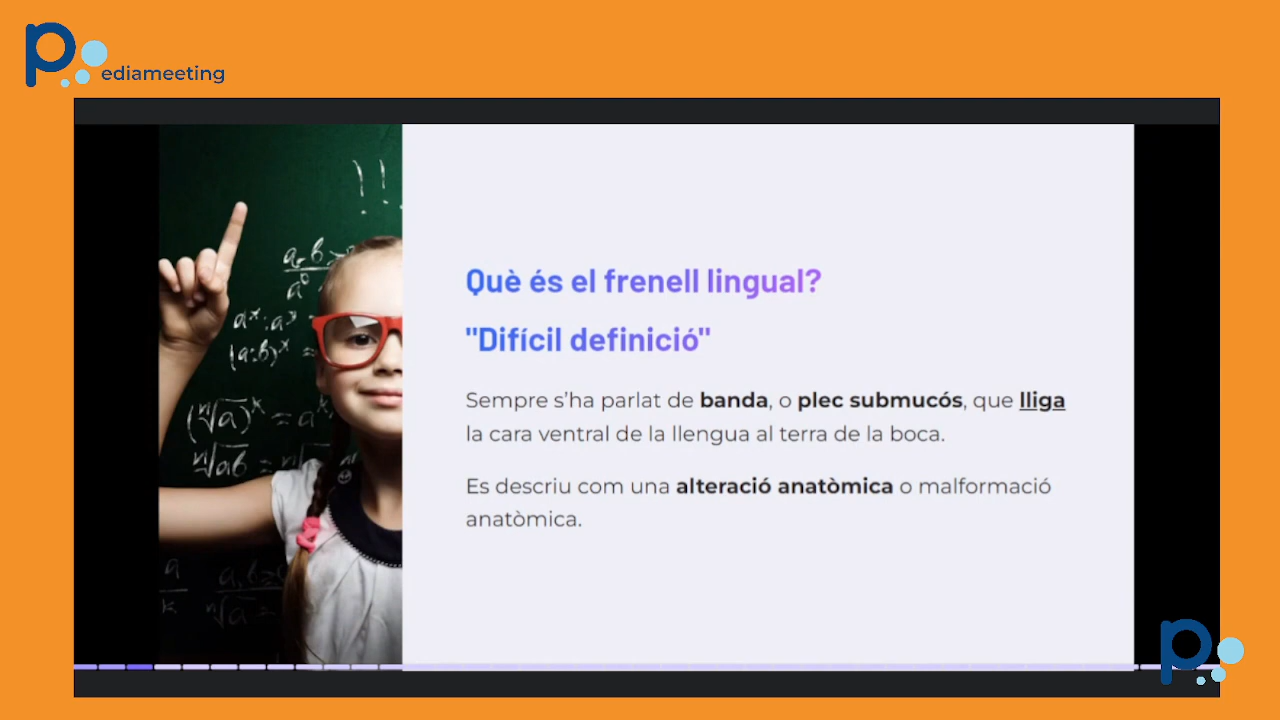 pediameeting
Què és el frenell lingual?
"Difícil definició"
Sempre s’ha parlat de banda, o plec submucós, que lliga
la cara ventral de la llengua al terra de la boca.
Es descriu com una alteració anatòmica o malformació
anatòmica.
p